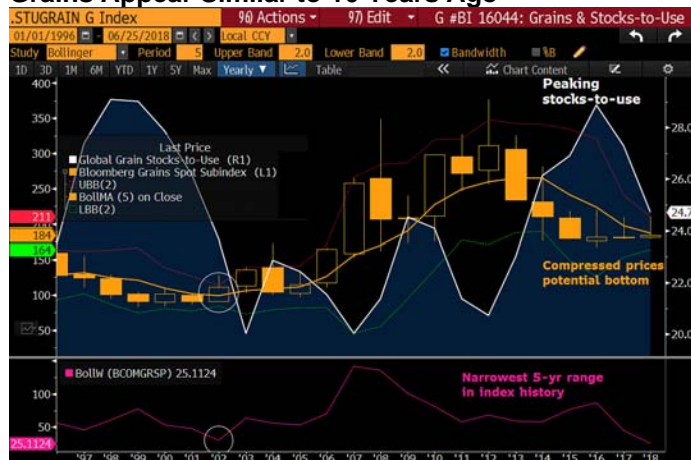 Grains Appear Similar to 16 Years Ago
.STUGRAIN G Index 96) Actions 97) Edit G #BI 16044: Grains & Stocks-to-Use
01/01/1996 - 06/25/2018 Local CCY
Study Bollinger Period 5 Upper Band 2.0 Lower Band 2.0 Bandwidth %B
1D 3D 1M 6M YTD 1Y 5Y Max Yearly ▼ Table << Chart Content
Peaking
stocks-to-use
Last Price
Global Grain Stocks-to-Use (R1)
Bloomberg Grains Spot Subindex (L1)
UBB(2)
BollMA (5) on Close
LBB(2)
400
350
300
250
211
184
164
150
100
50
28.0
26.0
24.7
24.0
22.0
20.0
Compressed prices
potential bottom
BollW (BCOMGRSP) 25.1124
Narrowest 5-yr range
in index history
100
50
25.1124
'97 '98 '99 '00 '01 '02 '03 '04 '05 '06 '07 '08 '09 '10 '11 '12 '13 '14 '15 '16 '17 '18